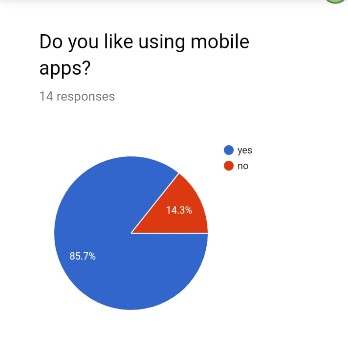 Do you like using mobile
apps?
14 responses
yes
no
14.3%
85.7%